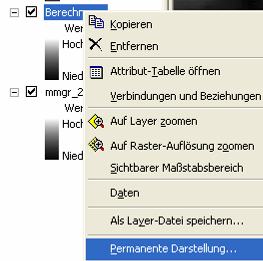 Berechn
Wer
Hoch
Nied
mmgr_2
Wer
Hoch
Nied
Kopieren
Entfernen
Attribut-Tabelle öffnen
Verbindungen und Beziehungen
Auf Layer zoomen
Auf Raster-Auflösung zoomen
Sichtbarer Maßstabsbereich
Daten
Als Layer-Datei speichern...
Permanente Darstellung...